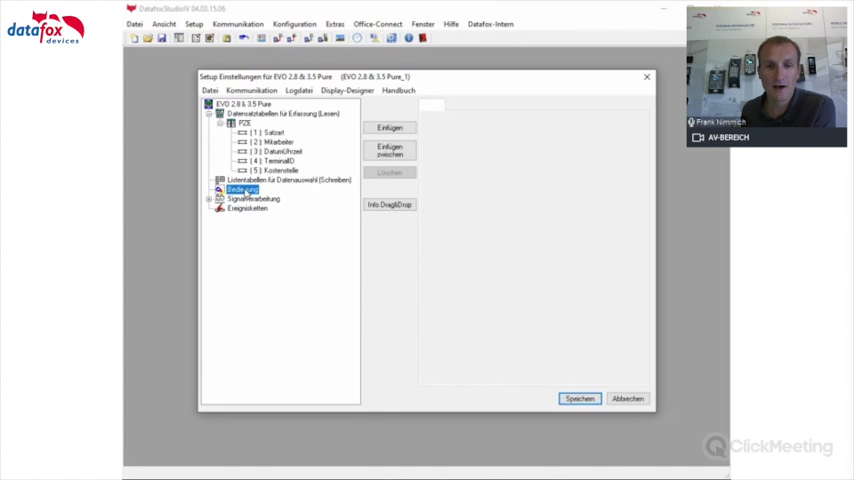 datafox
devices
DatafoxStudioIV 04.03.15.06
Datei Ansicht Setup Kommunikation Konfiguration Extras Office-Connect Fenster Hilfe Datafox-Intern
Setup Einstellungen für EVO 2.8 & 3.5 Pure (EVO 2.8 & 3.5 Pure_1)
Datei Kommunikation Logdatei Display-Designer Handbuch
EVO 2.8 & 3.5 Pure
Datensatztabellen für Erfassung (Lesen)
PZE
( 1 ): Satzart
( 2 ): Mitarbeiter
( 3 ): DatumUhrzeit
( 4 ): TerminalID
( 5 ): Kostenstelle
Listentabellen für Datenauswahl (Schreiben)
Bedienung
Signalverarbeitung
Ereignisketten
Einfügen
Einfügen
zwischen
Löschen
Info Drag&Drop
Speichern
Abbrechen
Frank Nimmich
AV-BEREICH
ClickMeeting